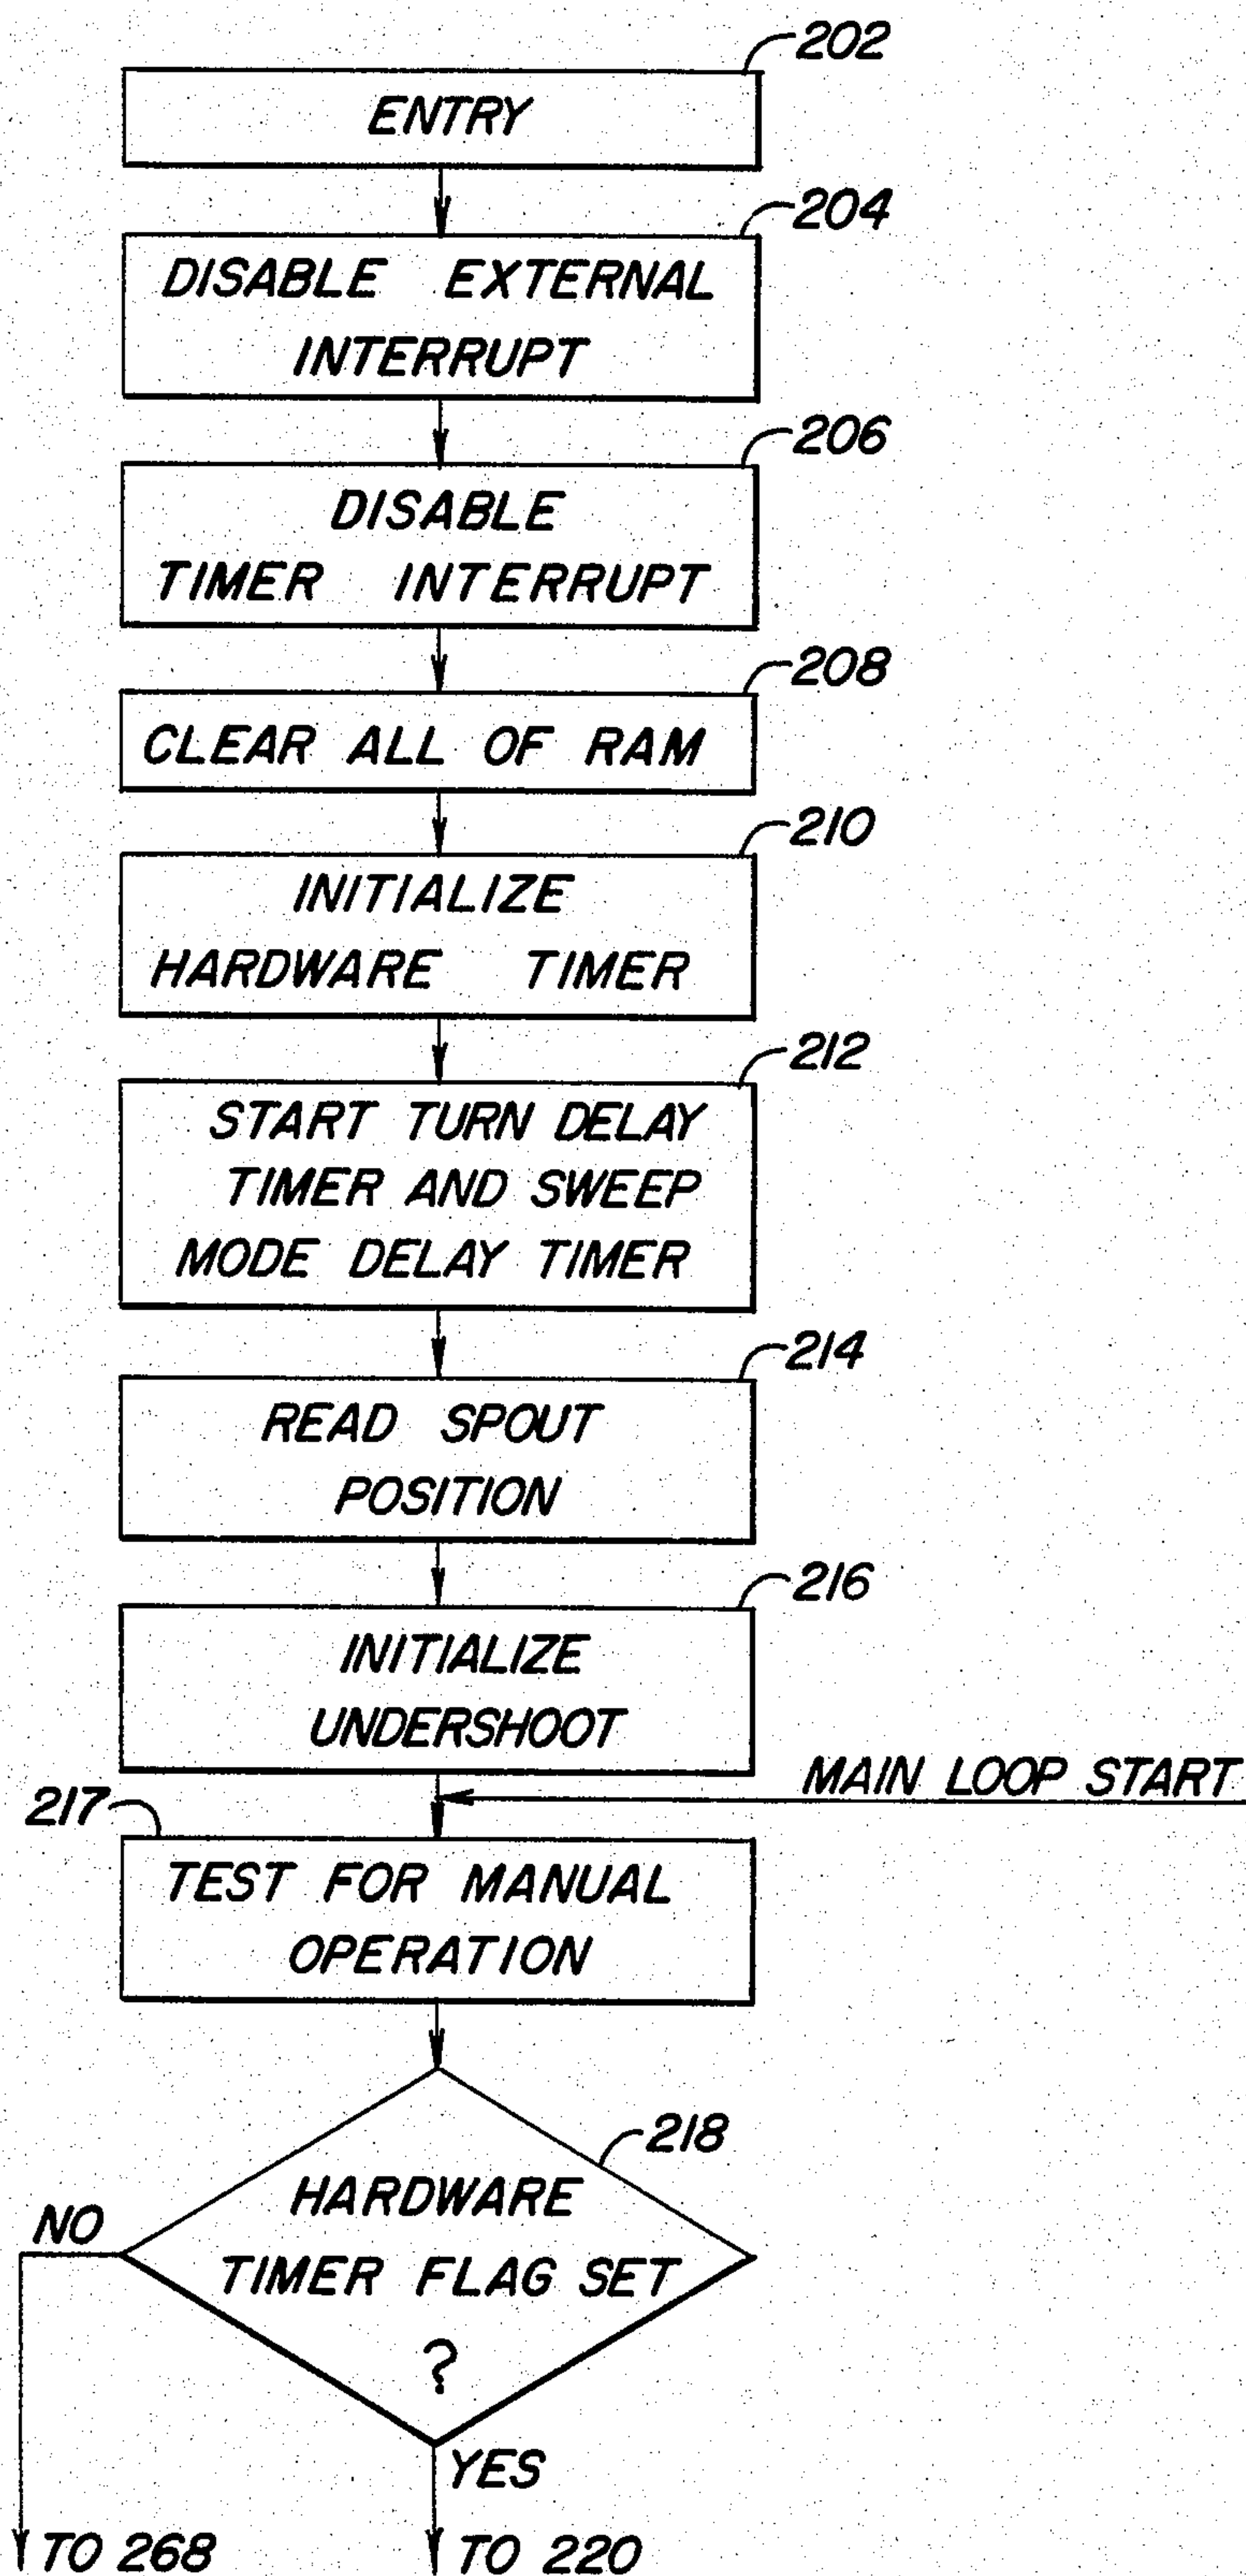 202
ENTRY
204
DISABLE EXTERNAL
INTERRUPT
206
DISABLE
TIMER INTERRUPT
208
CLEAR ALL OF RAM
210
INITIALIZE
HARDWARE TIMER
212
START TURN DELAY
TIMER AND SWEEP
MODE DELAY TIMER
214
READ SPOUT
POSITION
216
INITIALIZE
UNDERSHOOT
MAIN LOOP START
217
TEST FOR MANUAL
OPERATION
218
HARDWARE
TIMER FLAG SET
?
NO
YES
TO 268
TO 220